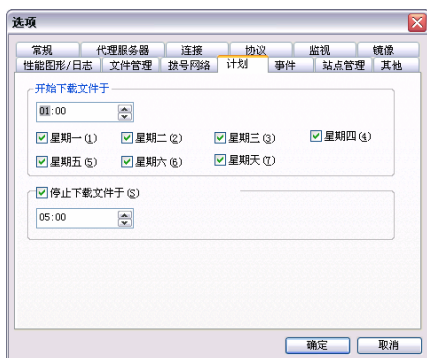 选项
常规 代理服务器 连接 协议 监视 镜像
性能图形/日志 文件管理 拨号网络 计划 事件 站点管理 其他
开始下载文件于
01:00
星期一(1) 星期二(2) 星期三(3) 星期四(4)
星期五(5) 星期六(6) 星期天(7)
停止下载文件于(S)
05:00
确定 取消